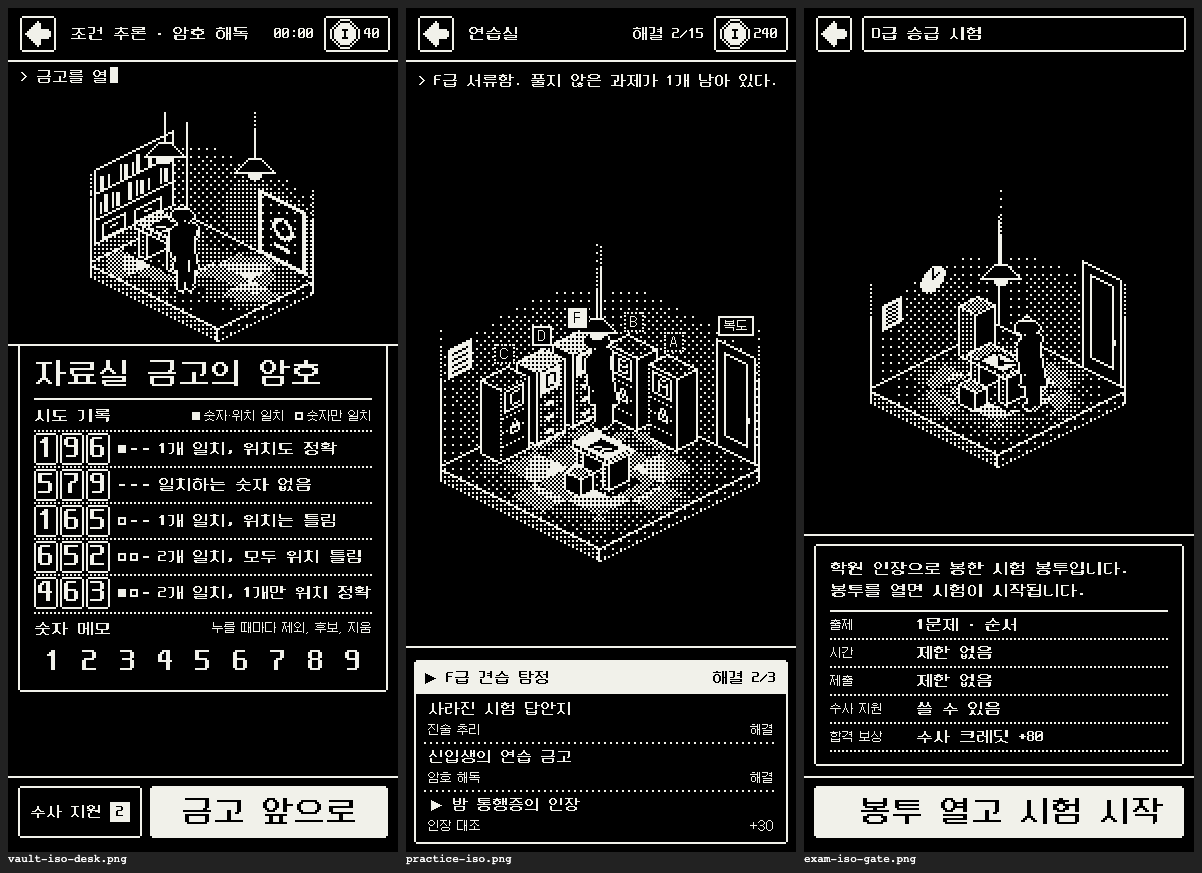 조건 추론 · 암호 해독 00:00 I 40
> 금고를 열
자료실 금고의 암호
시도 기록 ■ 숫자·위치 일치 □ 숫자만 일치
196 ■-- 1개 일치, 위치도 정확
579 --- 일치하는 숫자 없음
165 □-- 1개 일치, 위치는 틀림
652 □□- 2개 일치, 모두 위치 틀림
463 ■□- 2개 일치, 1개만 위치 정확
숫자 메모 누를 때마다 제외, 후보, 지움
1 2 3 4 5 6 7 8 9
수사 지원 2 금고 앞으로
vault-iso-desk.png
연습실 해결 2/15 I 240
> F급 서류함. 풀지 않은 과제가 1개 남아 있다.
C D F B A 복도
▶ F급 견습 탐정 해결 2/3
사라진 시험 답안지
진술 추리 해결
신입생의 연습 금고
암호 해독 해결
▶ 밤 통행증의 인장
인장 대조 +30
practice-iso.png
D급 승급 시험
학원 인장으로 봉한 시험 봉투입니다.
봉투를 열면 시험이 시작됩니다.
출제 1문제 · 순서
시간 제한 없음
제출 제한 없음
수사 지원 쓸 수 있음
합격 보상 수사 크레딧 +80
봉투 열고 시험 시작
exam-iso-gate.png